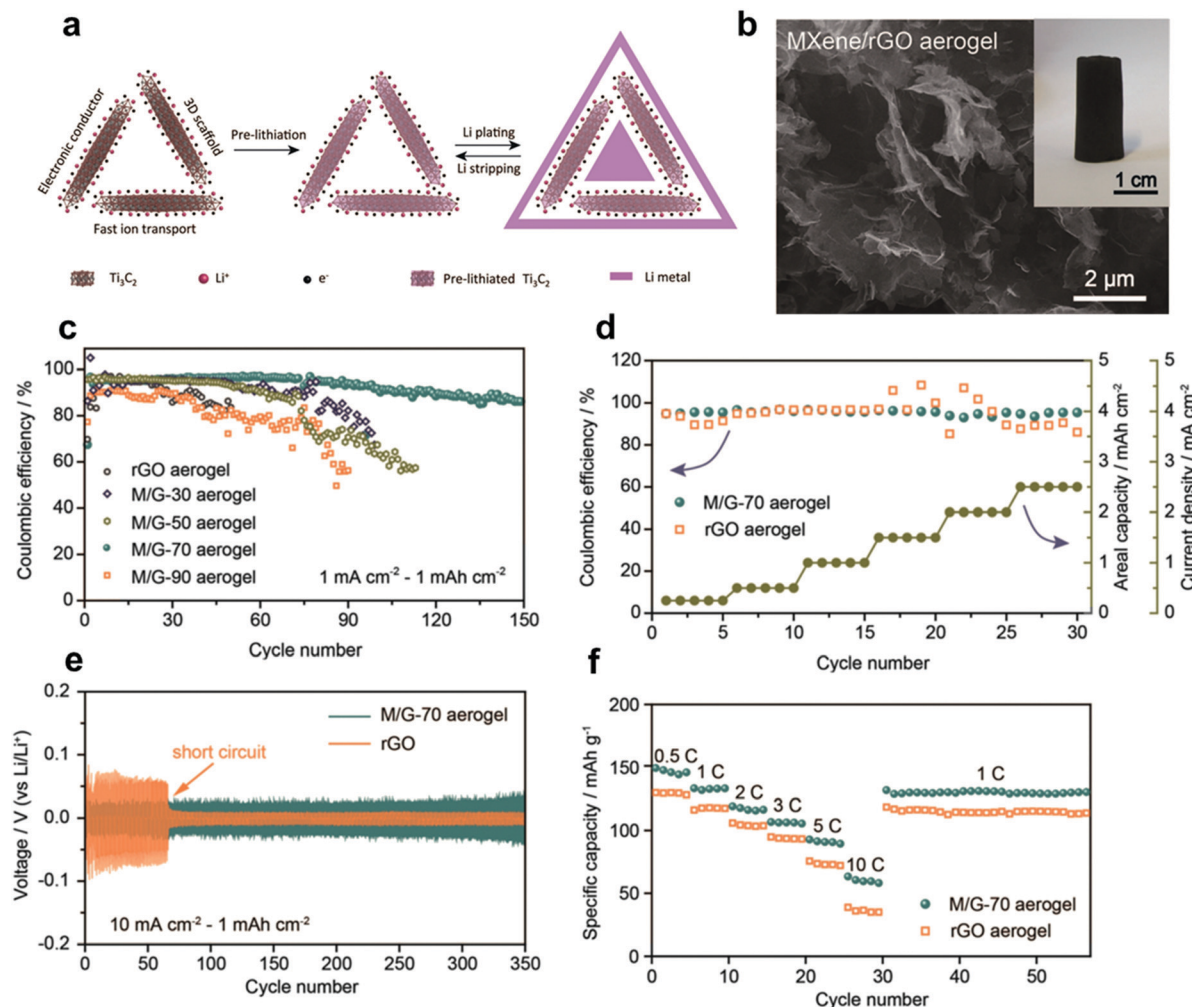 a
Electronic conductor
3D scaffold
Fast ion transport
Pre-lithiation
Li plating
Li stripping
Ti₃C₂
Li⁺
e⁻
Pre-lithiated Ti₃C₂
Li metal
b
MXene/rGO aerogel
1 cm
2 μm
c
Coulombic efficiency / %
100
80
60
40
20
0
rGO aerogel
M/G-30 aerogel
M/G-50 aerogel
M/G-70 aerogel
M/G-90 aerogel
1 mA cm⁻² - 1 mAh cm⁻²
0 30 60 90 120 150
Cycle number
d
Coulombic efficiency / %
120
100
80
60
40
20
0
M/G-70 aerogel
rGO aerogel
5
4
3
2
1
0
Areal capacity / mAh cm⁻²
5
4
3
2
1
0
Current density / mA cm⁻²
0 5 10 15 20 25 30
Cycle number
e
Voltage / V (vs Li/Li⁺)
0.2
0.1
0.0
-0.1
-0.2
M/G-70 aerogel
rGO
short circuit
10 mA cm⁻² - 1 mAh cm⁻²
0 50 100 150 200 250 300 350
Cycle number
f
Specific capacity / mAh g⁻¹
200
150
100
50
0
0.5 C
1 C
2 C
3 C
5 C
10 C
1 C
M/G-70 aerogel
rGO aerogel
0 10 20 30 40 50
Cycle number